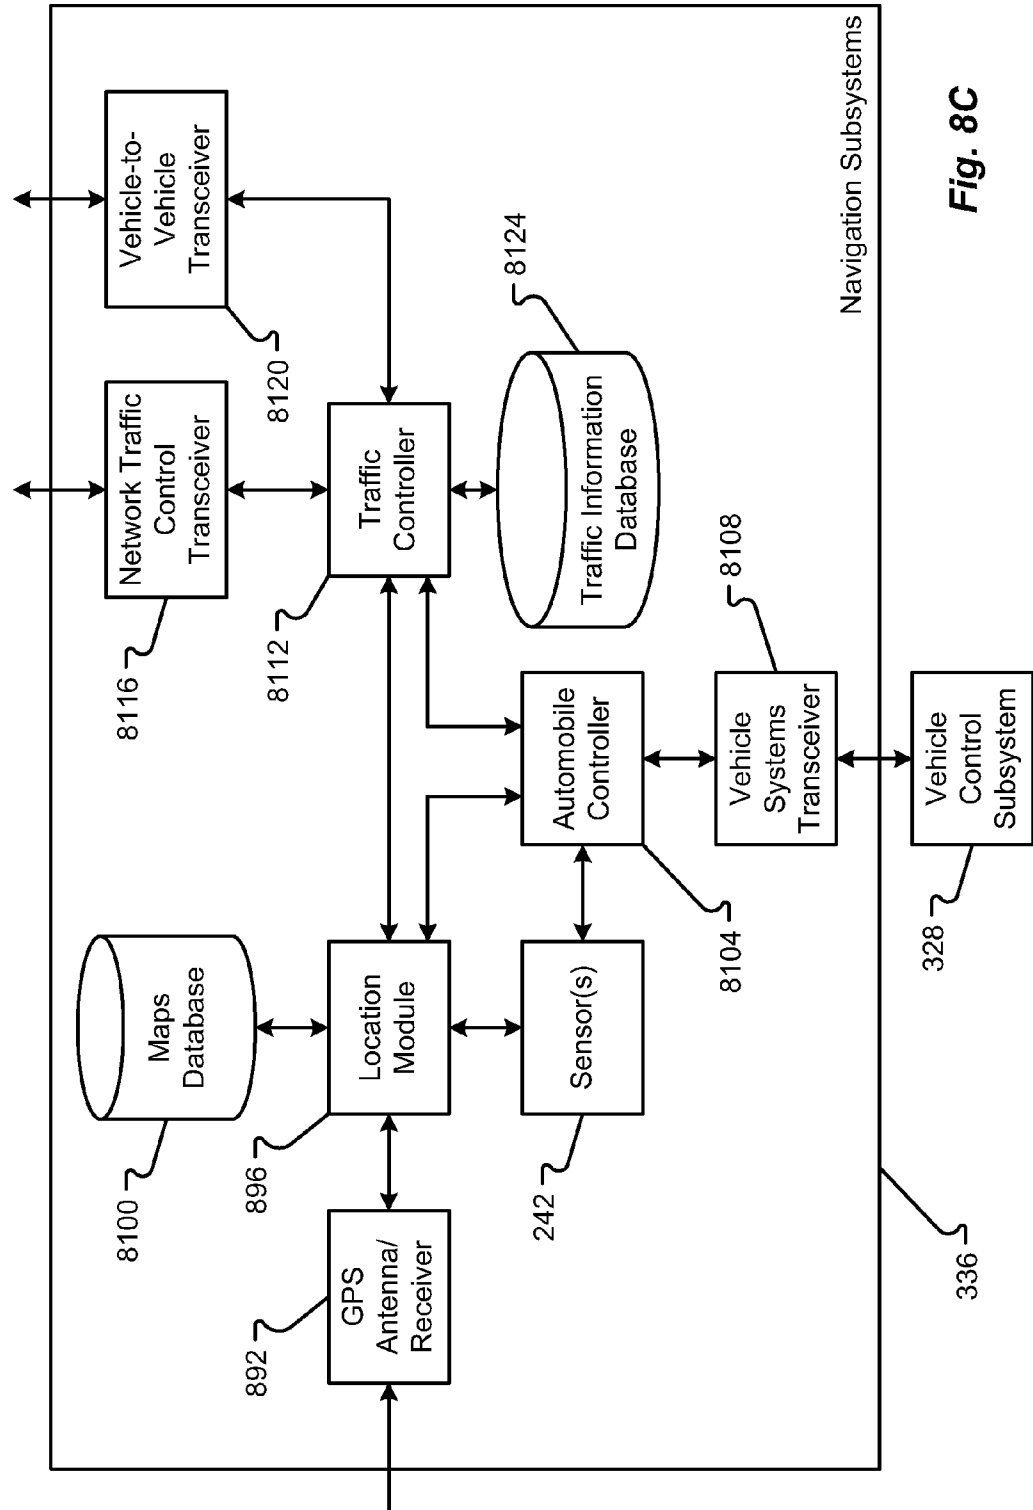 8100
Maps
Database
8116
Network Traffic
Control
Transceiver
8120
Vehicle-to-
Vehicle
Transceiver
892
GPS
Antenna/
Receiver
896
Location
Module
8112
Traffic
Controller
242
Sensor(s)
8104
Automobile
Controller
Traffic Information
Database
8124
8108
Vehicle
Systems
Transceiver
Navigation Subsystems
336
328
Vehicle
Control
Subsystem
Fig. 8C